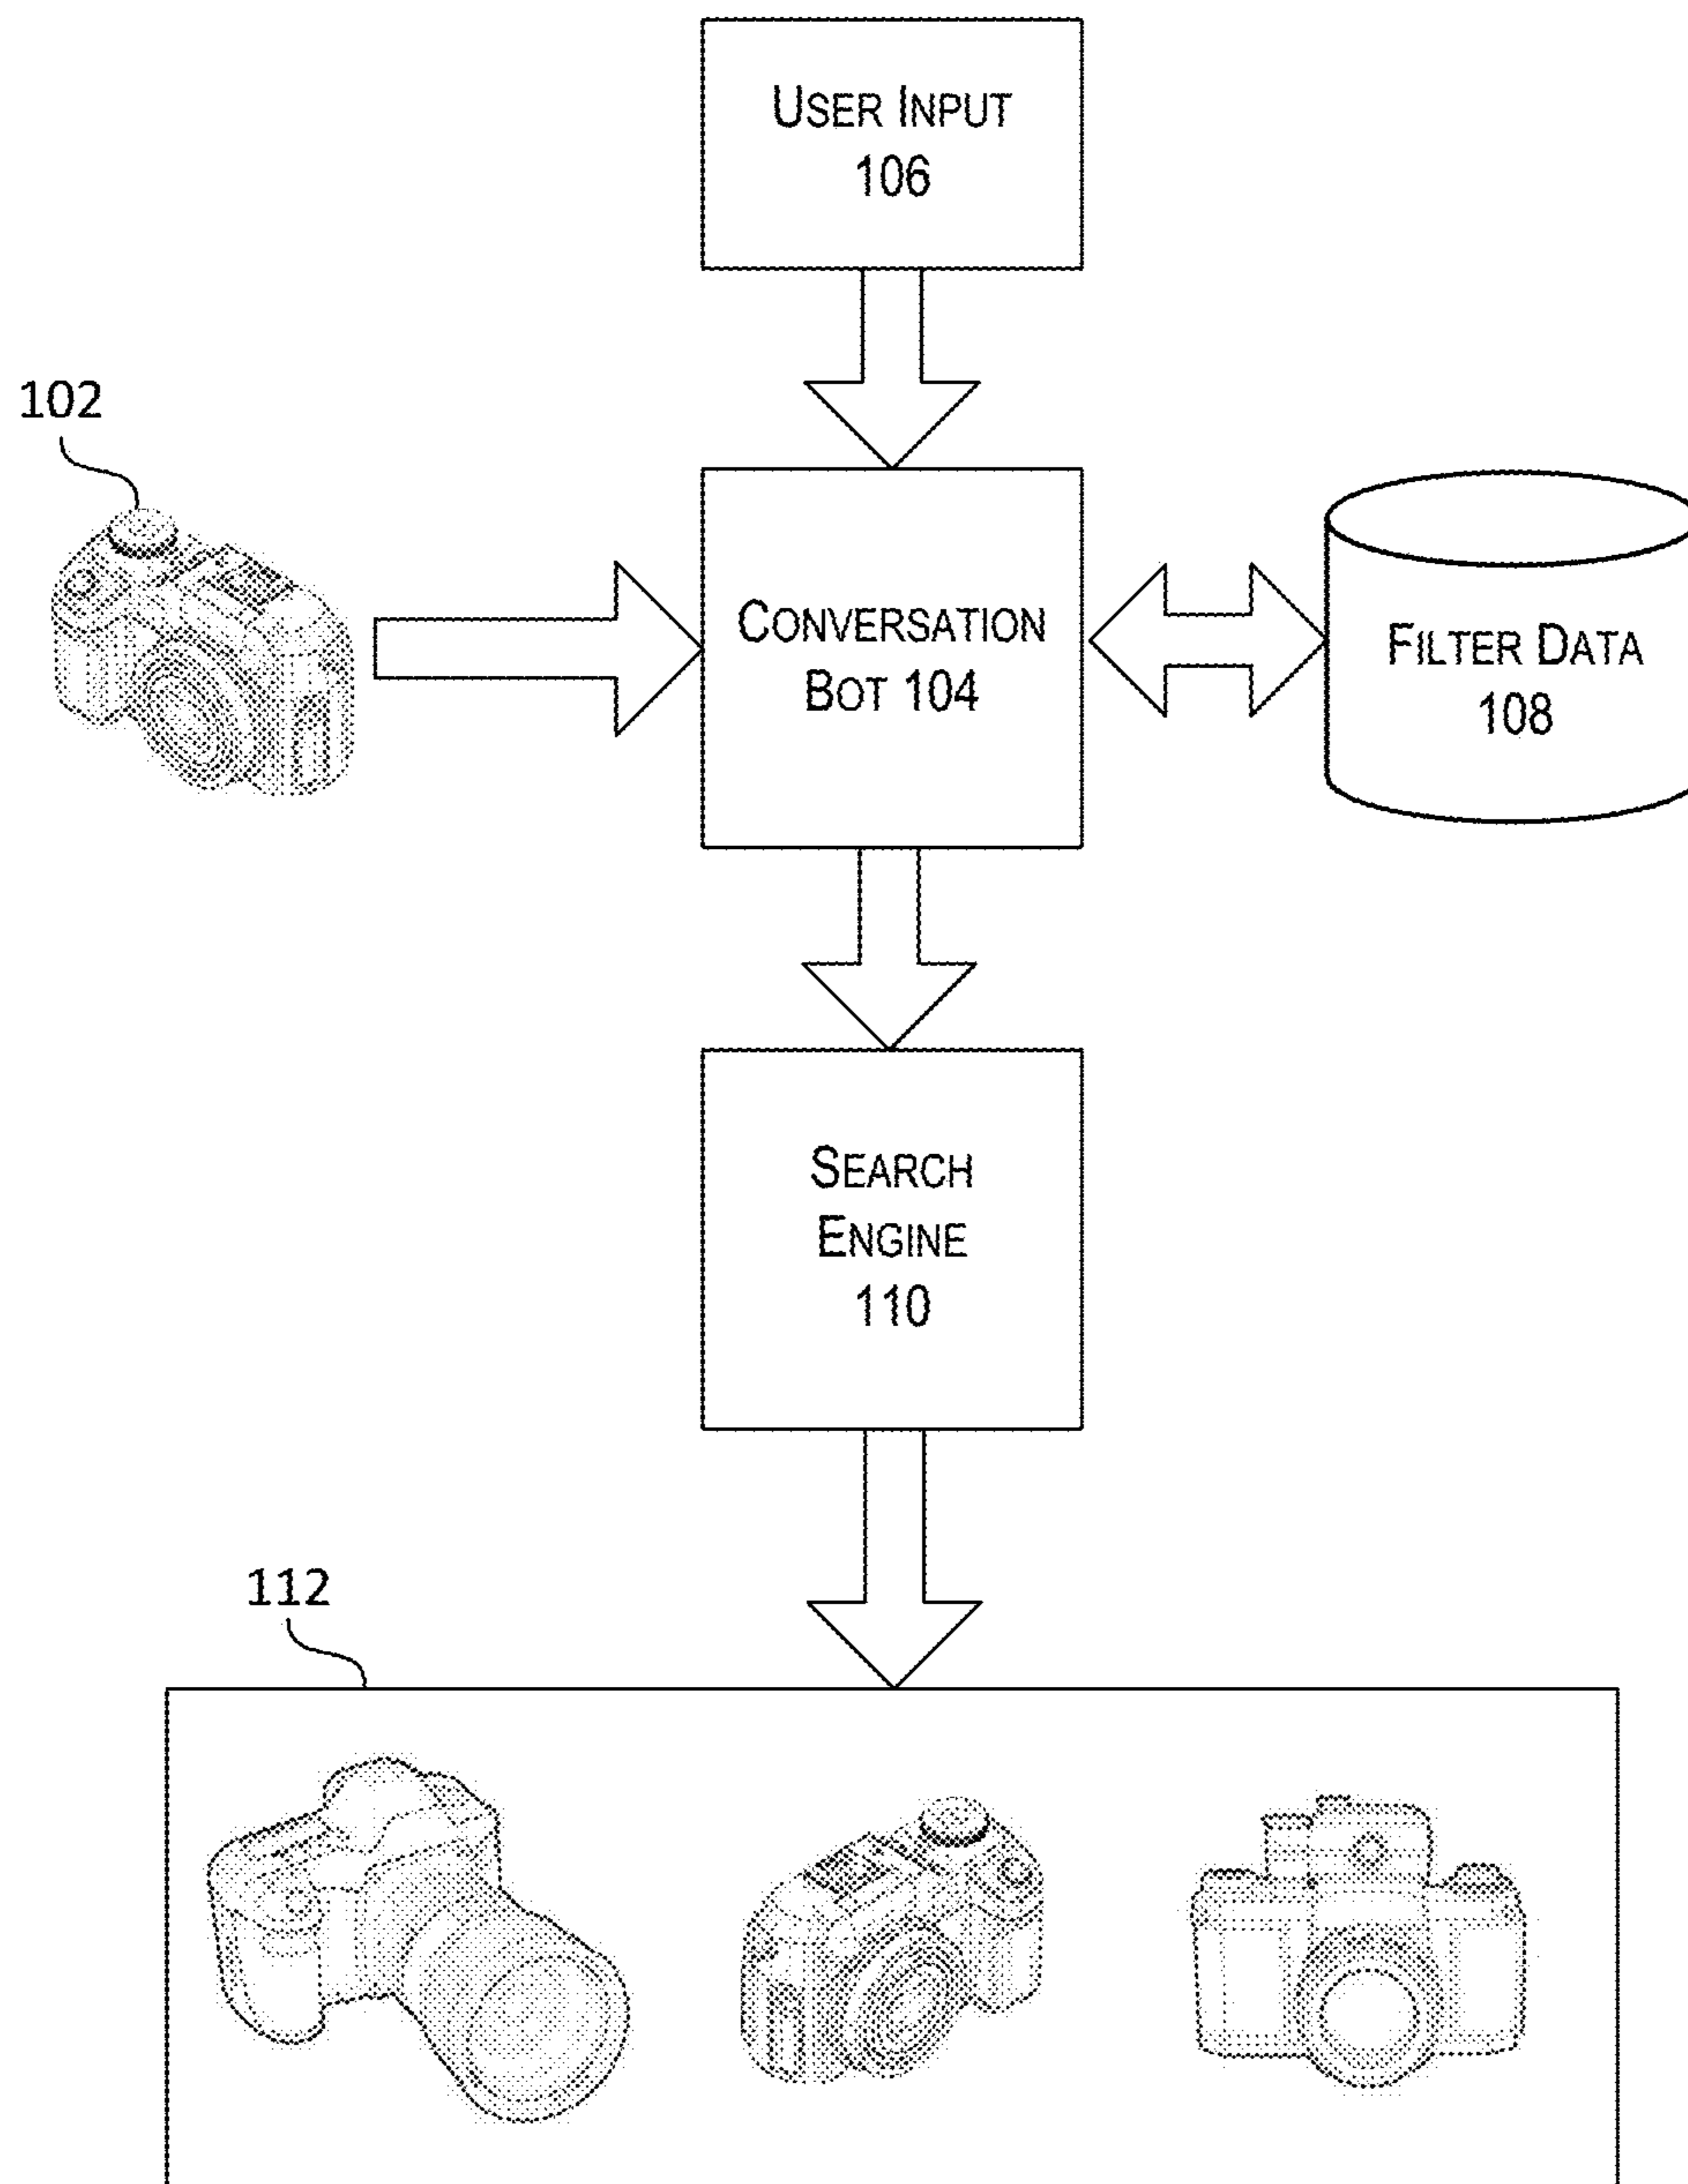 USER INPUT
106
102
CONVERSATION
BOT 104
FILTER DATA
108
SEARCH
ENGINE
110
112